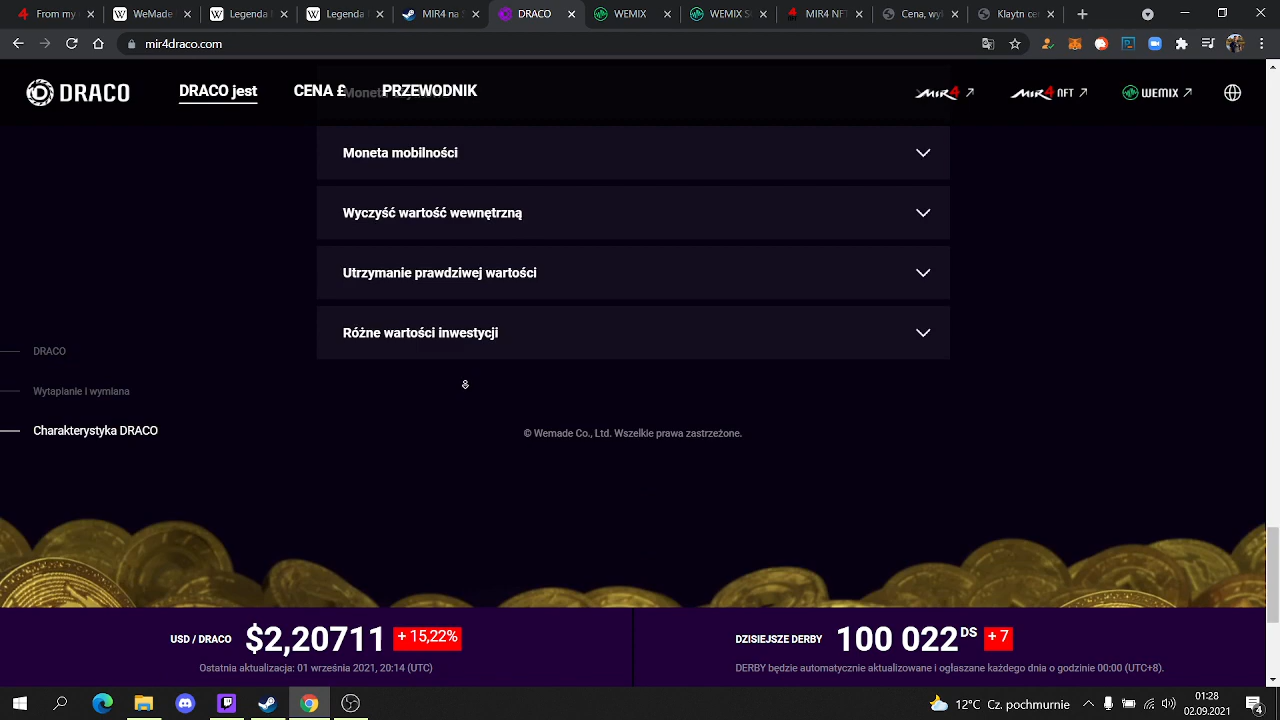 From my
WeMade
Legenda
Legenda
MIR4 na
DRACO
WEMIX
WEMIX S
MIR4 NFT
Cena, wy
Klaytn cen
mir4draco.com
DRACO
DRACO jest
CENA £
PRZEWODNIK
MIR4
MIR4 NFT
WEMIX
Moneta mobilności
Wyczyść wartość wewnętrzną
Utrzymanie prawdziwej wartości
Różne wartości inwestycji
DRACO
Wytapianie i wymiana
Charakterystyka DRACO
© Wemade Co., Ltd. Wszelkie prawa zastrzeżone.
USD / DRACO $2,20711 + 15,22%
Ostatnia aktualizacja: 01 września 2021, 20:14 (UTC)
DZISIEJSZE DERBY 100 022 DS + 7
DERBY będzie automatycznie aktualizowane i ogłaszane każdego dnia o godzinie 00:00 (UTC+8).
12°C Cz. pochmurnie
01:28
02.09.2021
4